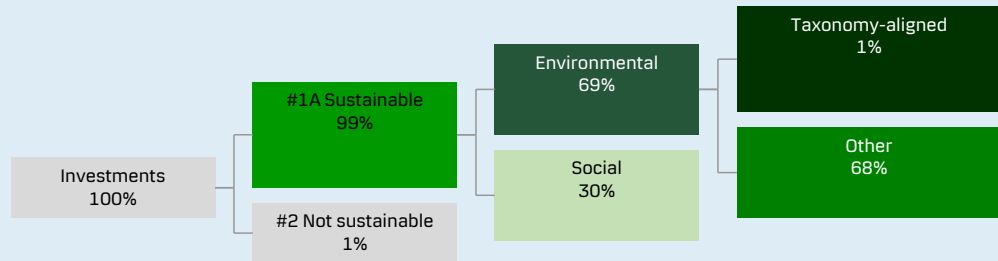 Investments
100%
#1A Sustainable
99%
#2 Not sustainable
1%
Environmental
69%
Social
30%
Taxonomy-aligned
1%
Other
68%